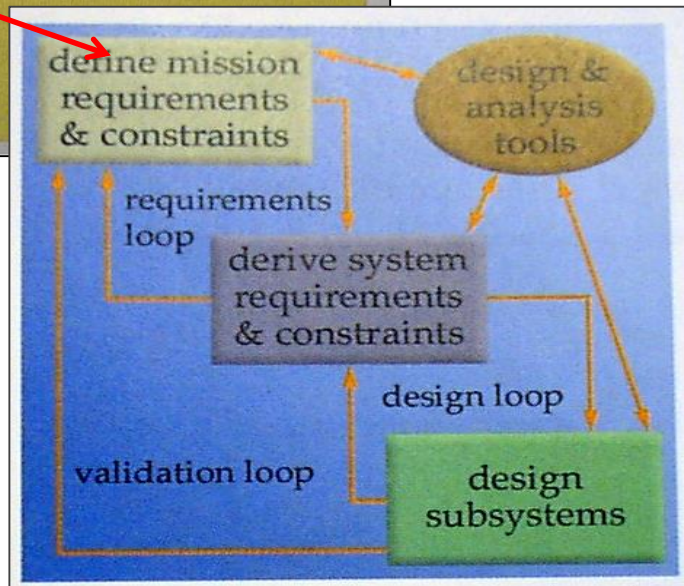 define mission
requirements
& constraints
design &
analysis
tools
requirements
loop
derive system
requirements
& constraints
design loop
validation loop
design
subsystems